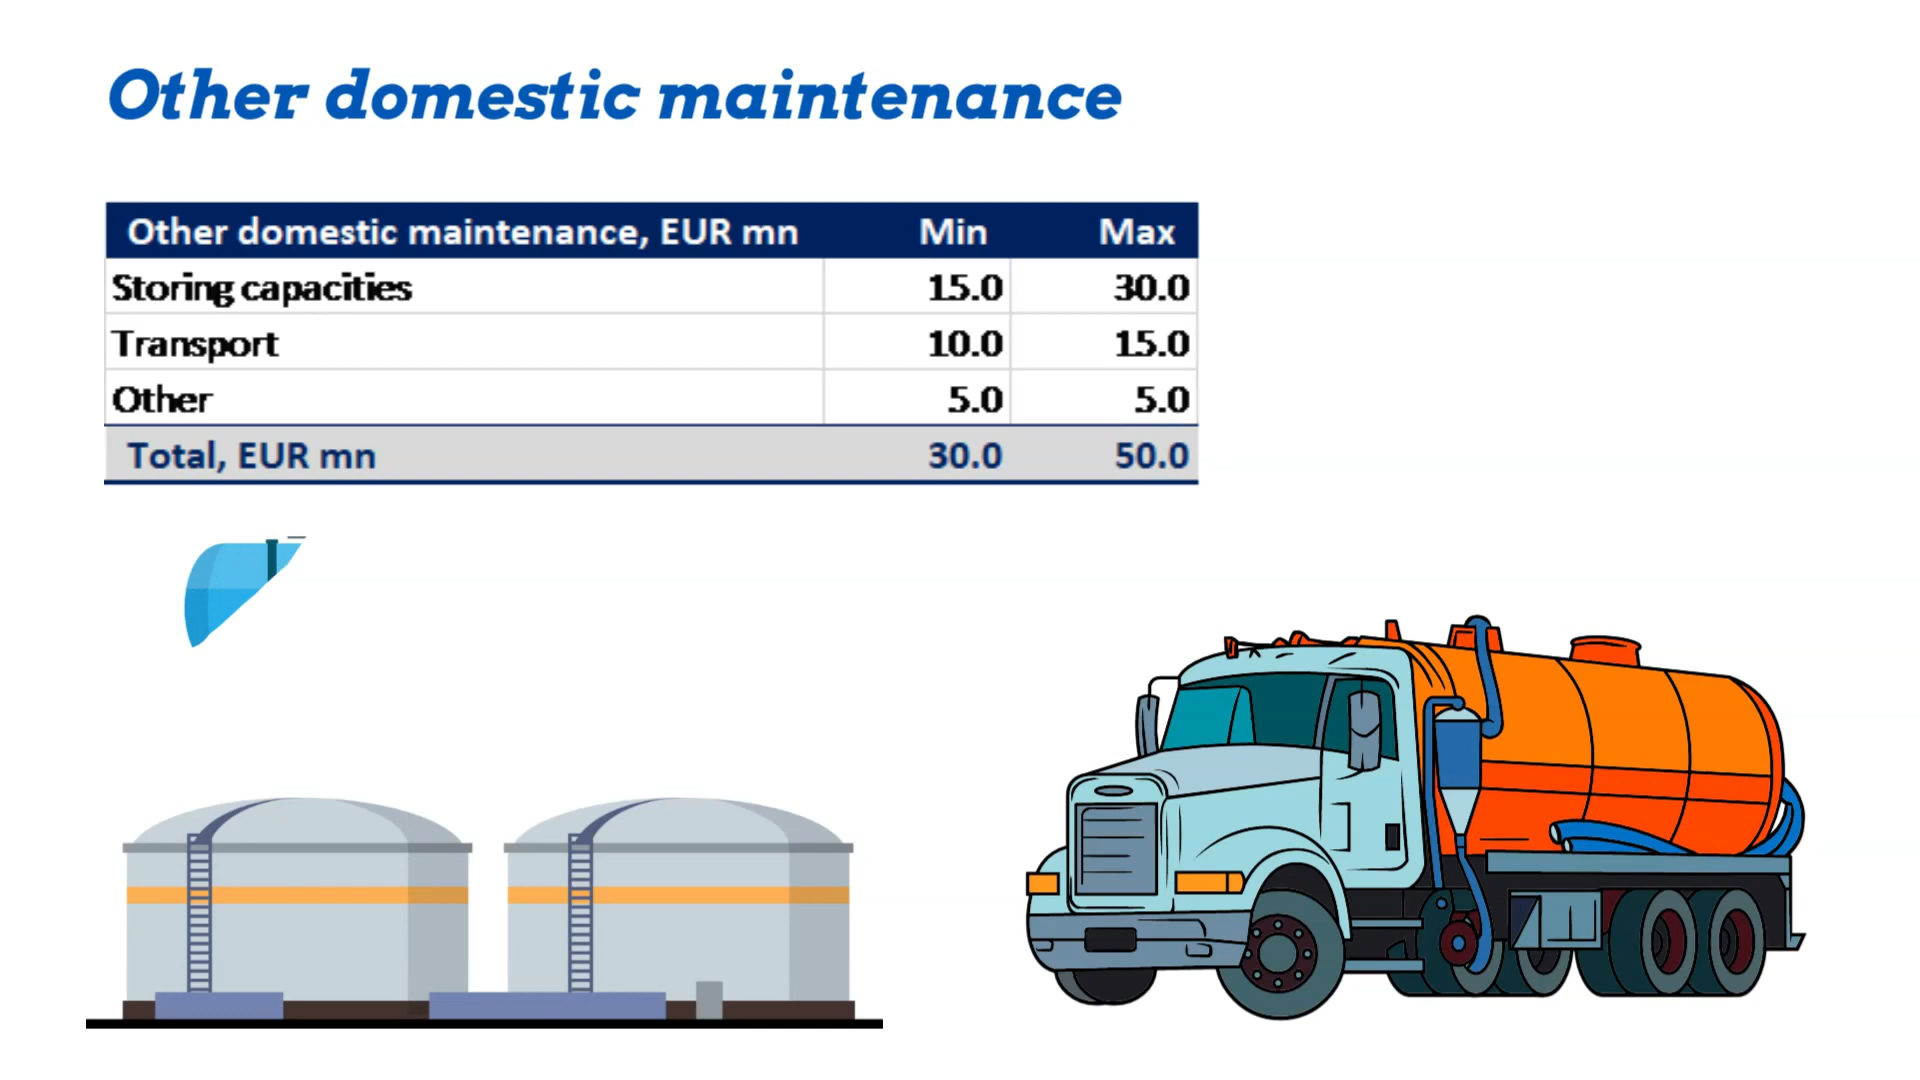 Other domestic maintenance
Other domestic maintenance, EUR mn Min Max
Storing capacities 15.0 30.0
Transport 10.0 15.0
Other 5.0 5.0
Total, EUR mn 30.0 50.0